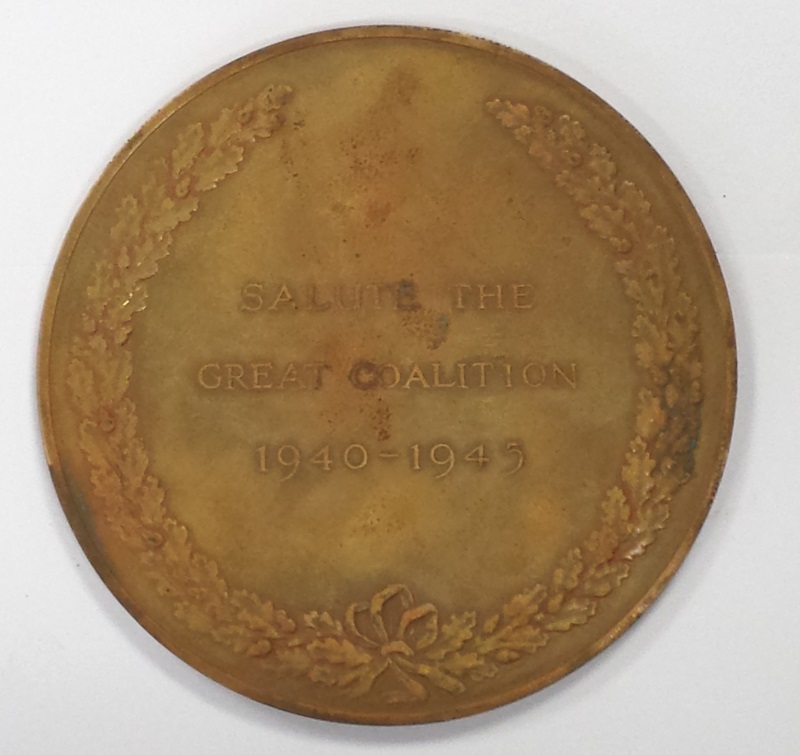 SALUTE THE
GREAT COALITION
1940-1945